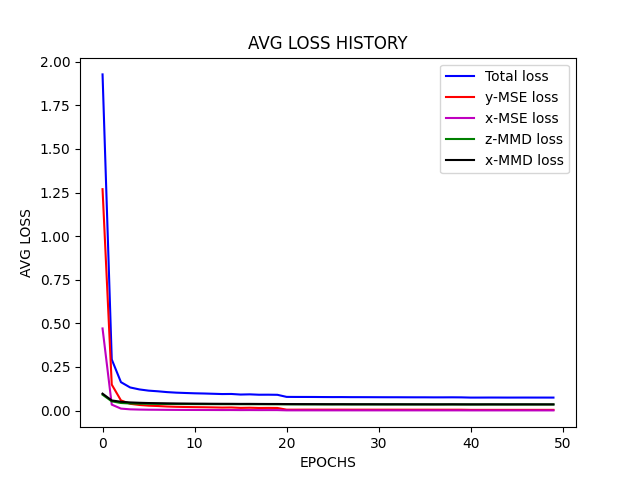 AVG LOSS HISTORY
Total loss
y-MSE loss
x-MSE loss
z-MMD loss
x-MMD loss
AVG LOSS
2.00
1.75
1.50
1.25
1.00
0.75
0.50
0.25
0.00
0 10 20 30 40 50
EPOCHS